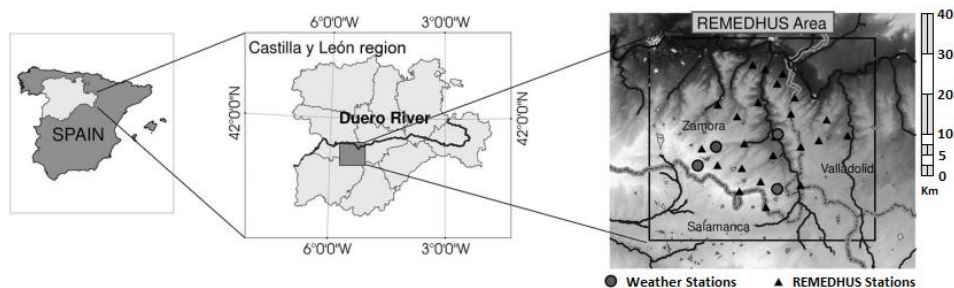 SPAIN
6°0'0"W 3°0'0"W
Castilla y León region
42°0'0"N
Duero River
42°0'0"N
6°0'0"W 3°0'0"W
REMEDHUS Area
Zamora
Valladolid
Salamanca
40
30
20
10
5
0
Km
Weather Stations
REMEDHUS Stations